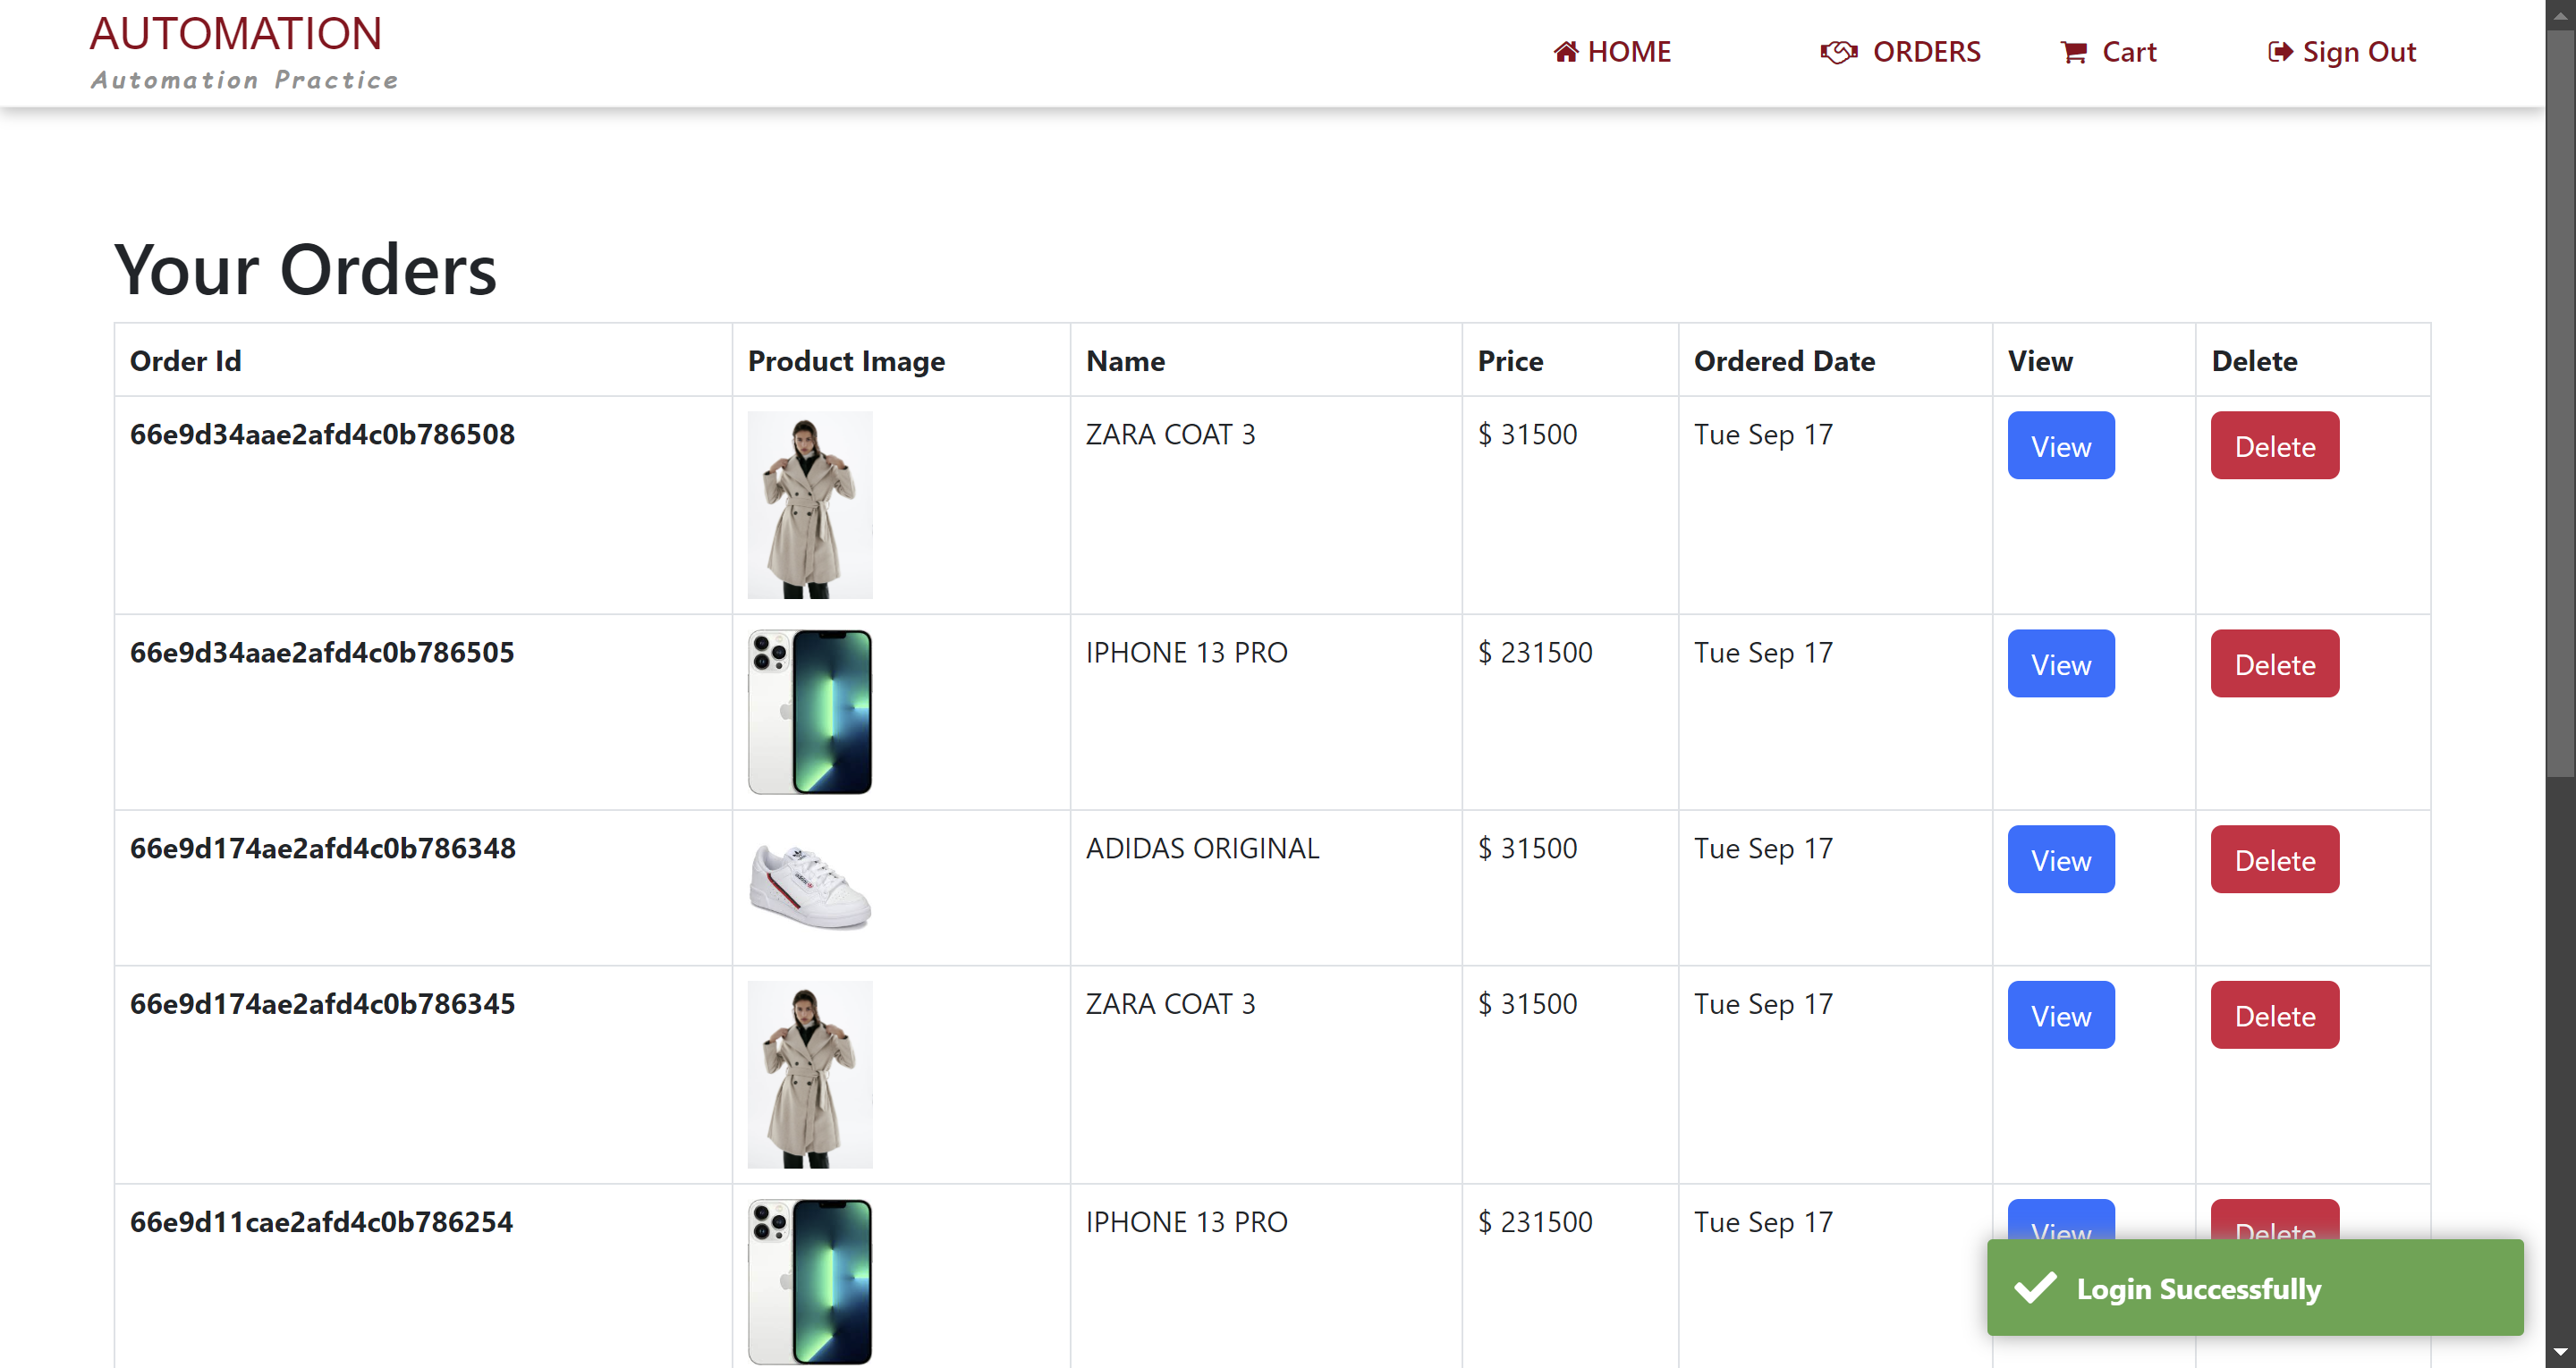 AUTOMATION
Automation Practice
HOME ORDERS Cart Sign Out
Your Orders
Order Id Product Image Name Price Ordered Date View Delete
66e9d34aae2afd4c0b786508 ZARA COAT 3 $ 31500 Tue Sep 17 View Delete
66e9d34aae2afd4c0b786505 IPHONE 13 PRO $ 231500 Tue Sep 17 View Delete
66e9d174ae2afd4c0b786348 ADIDAS ORIGINAL $ 31500 Tue Sep 17 View Delete
66e9d174ae2afd4c0b786345 ZARA COAT 3 $ 31500 Tue Sep 17 View Delete
66e9d11cae2afd4c0b786254 IPHONE 13 PRO $ 231500 Tue Sep 17 View Delete
Login Successfully